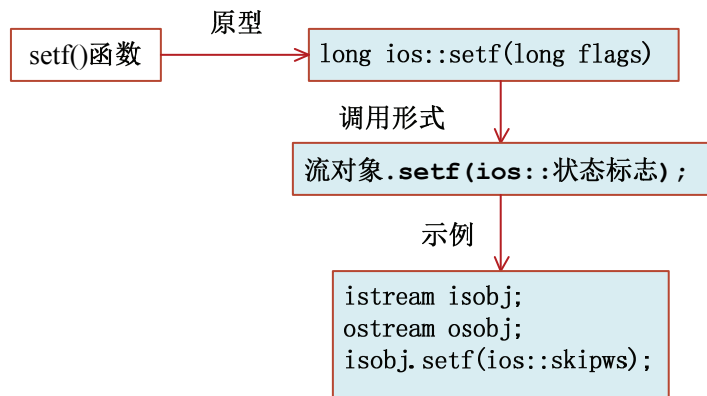 原型
setf()函数
long ios::setf(long flags)
调用形式
流对象.setf(ios::状态标志);
示例
istream isobj;
ostream osobj;
isobj.setf(ios::skipws);